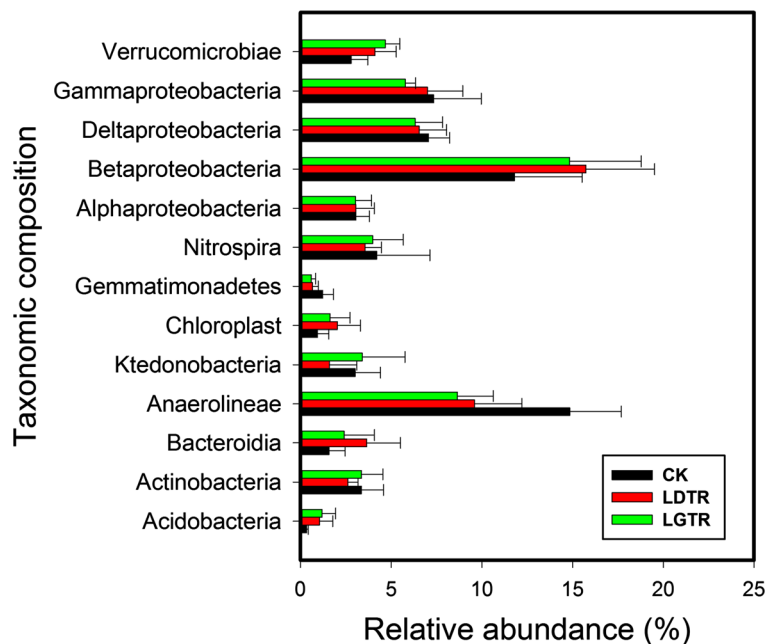 Taxonomic composition
Verrucomicrobiae
Gammaproteobacteria
Deltaproteobacteria
Betaproteobacteria
Alphaproteobacteria
Nitrospira
Gemmatimonadetes
Chloroplast
Ktedonobacteria
Anaerolineae
Bacteroidia
Actinobacteria
Acidobacteria
CK
LDTR
LGTR
0 5 10 15 20 25
Relative abundance (%)